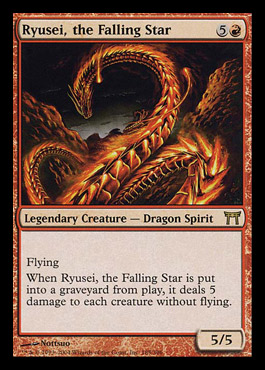 Ryusei, the Falling Star 5
Legendary Creature — Dragon Spirit
Flying
When Ryusei, the Falling Star is put
into a graveyard from play, it deals 5
damage to each creature without flying.
Nottsuo
5/5